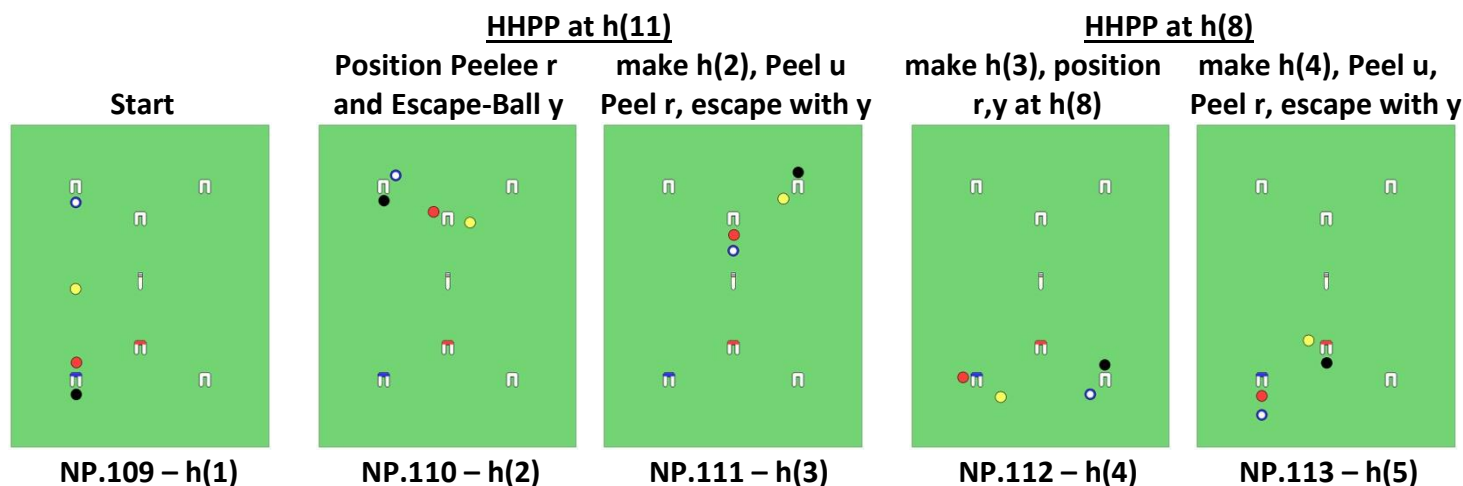 HHPP at h(11)
HHPP at h(8)
Start
Position Peelee r
and Escape-Ball y
make h(2), Peel u
Peel r, escape with y
make h(3), position
r,y at h(8)
make h(4), Peel u,
Peel r, escape with y
NP.109 – h(1)
NP.110 – h(2)
NP.111 – h(3)
NP.112 – h(4)
NP.113 – h(5)